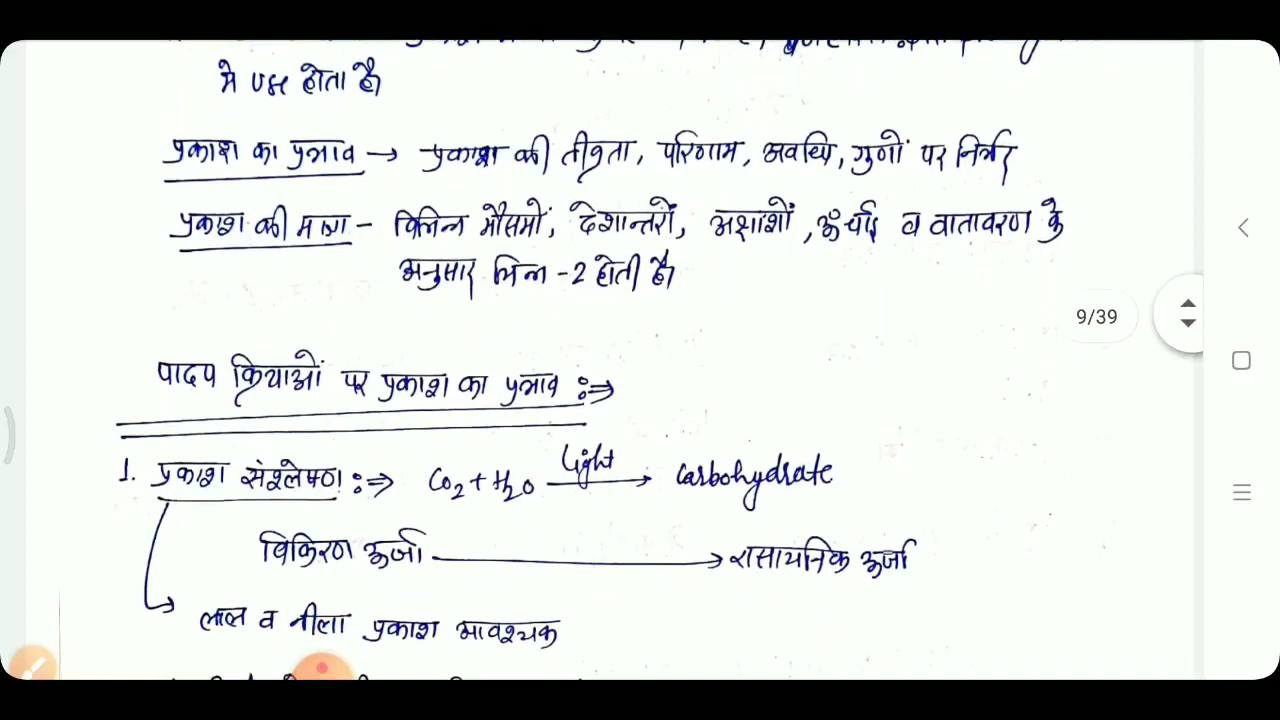 मे use होता है।
प्रकाश का प्रभाव → प्रकाश की तीव्रता, परिणाम, अवधि, गुणों पर निर्भर
प्रकाश की मात्रा - विभिन्न मौसमों, देशान्तरों, अक्षांशों, ऊँचाई व वातावरण के
अनुसार भिन्न -2 होती है।
9/39
पादप क्रियाओं पर प्रकाश का प्रभाव :⇒
1. प्रकाश संश्लेषण :⇒ CO2 + H2O Light → Carbohydrate
विकिरण ऊर्जा → रासायनिक ऊर्जा
→ लाल व नीला प्रकाश आवश्यक